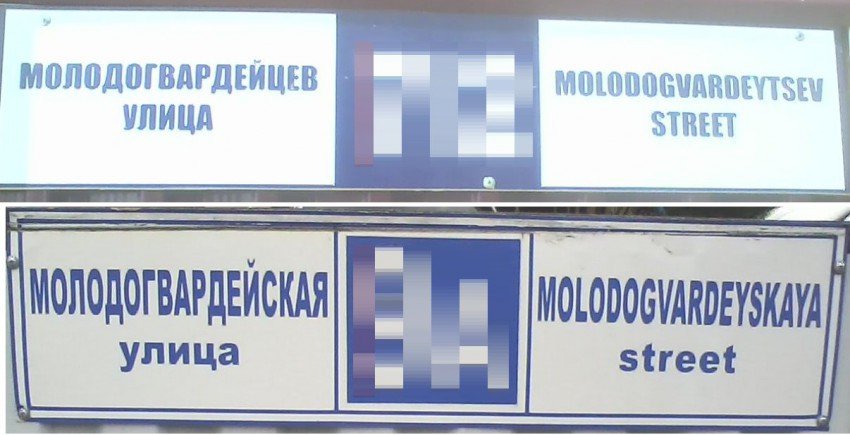 МОЛОДОГВАРДЕЙЦЕВ
УЛИЦА
MOLODOGVARDEYTSEV
STREET
МОЛОДОГВАРДЕЙСКАЯ
улица
MOLODOGVARDEYSKAYA
street